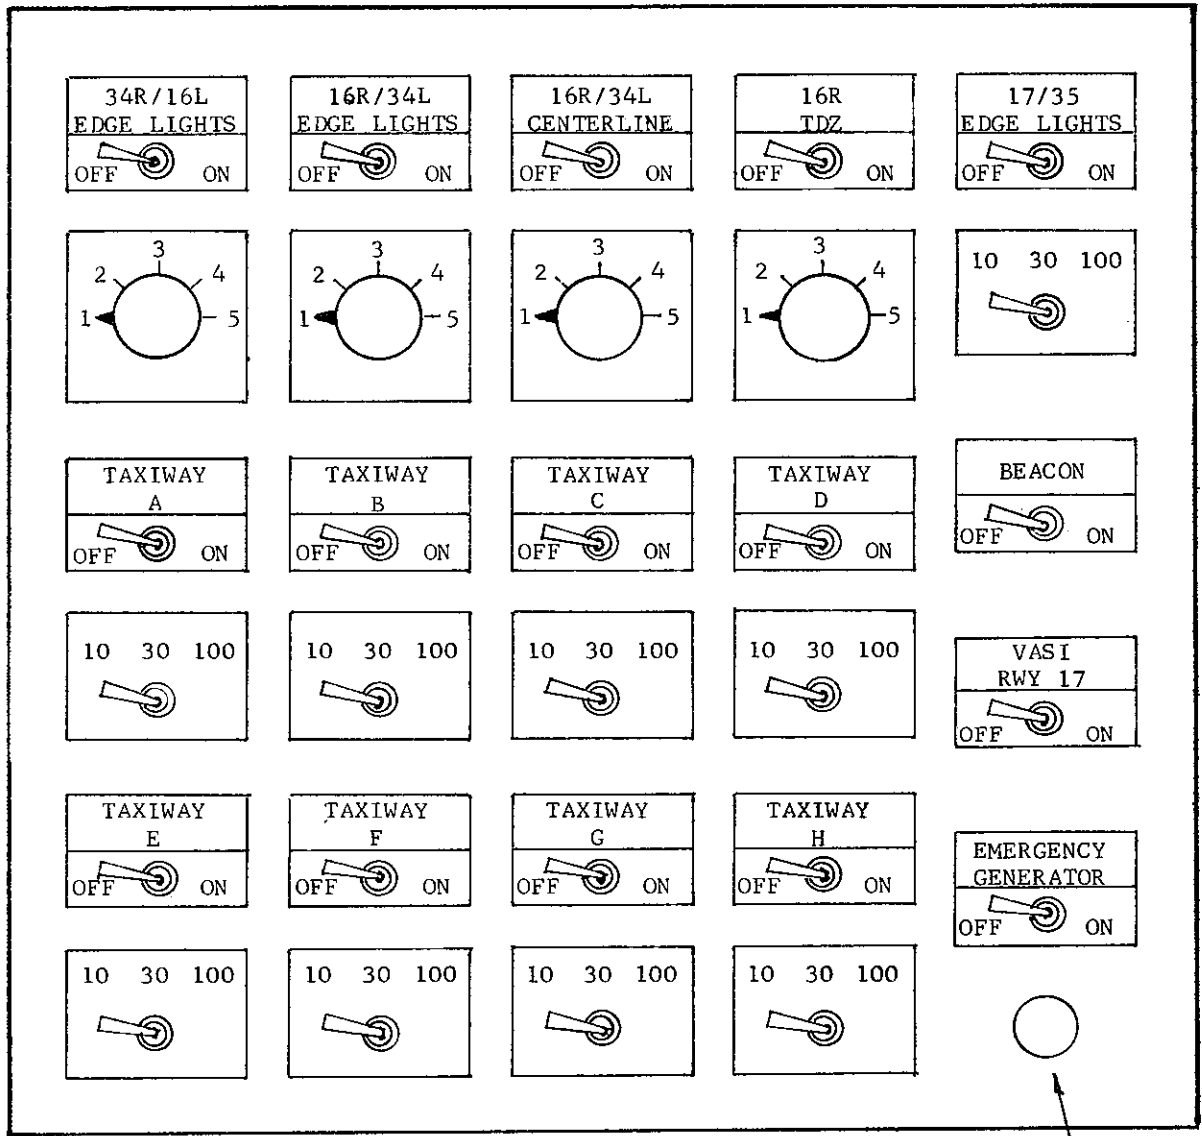 34R/16L
EDGE LIGHTS
OFF ON
16R/34L
EDGE LIGHTS
OFF ON
16R/34L
CENTERLINE
OFF ON
16R
TDZ
OFF ON
17/35
EDGE LIGHTS
OFF ON
1 2 3 4 5
1 2 3 4 5
1 2 3 4 5
1 2 3 4 5
10 30 100
TAXIWAY
A
OFF ON
TAXIWAY
B
OFF ON
TAXIWAY
C
OFF ON
TAXIWAY
D
OFF ON
BEACON
OFF ON
10 30 100
10 30 100
10 30 100
10 30 100
VASI
RWY 17
OFF ON
TAXIWAY
E
OFF ON
TAXIWAY
F
OFF ON
TAXIWAY
G
OFF ON
TAXIWAY
H
OFF ON
EMERGENCY
GENERATOR
OFF ON
10 30 100
10 30 100
10 30 100
10 30 100